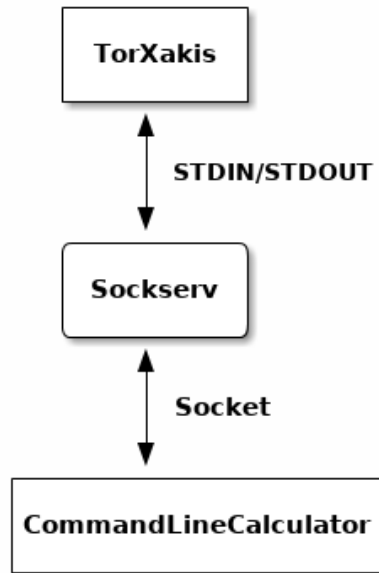 TorXakis
STDIN/STDOUT
Sockserv
Socket
CommandLineCalculator